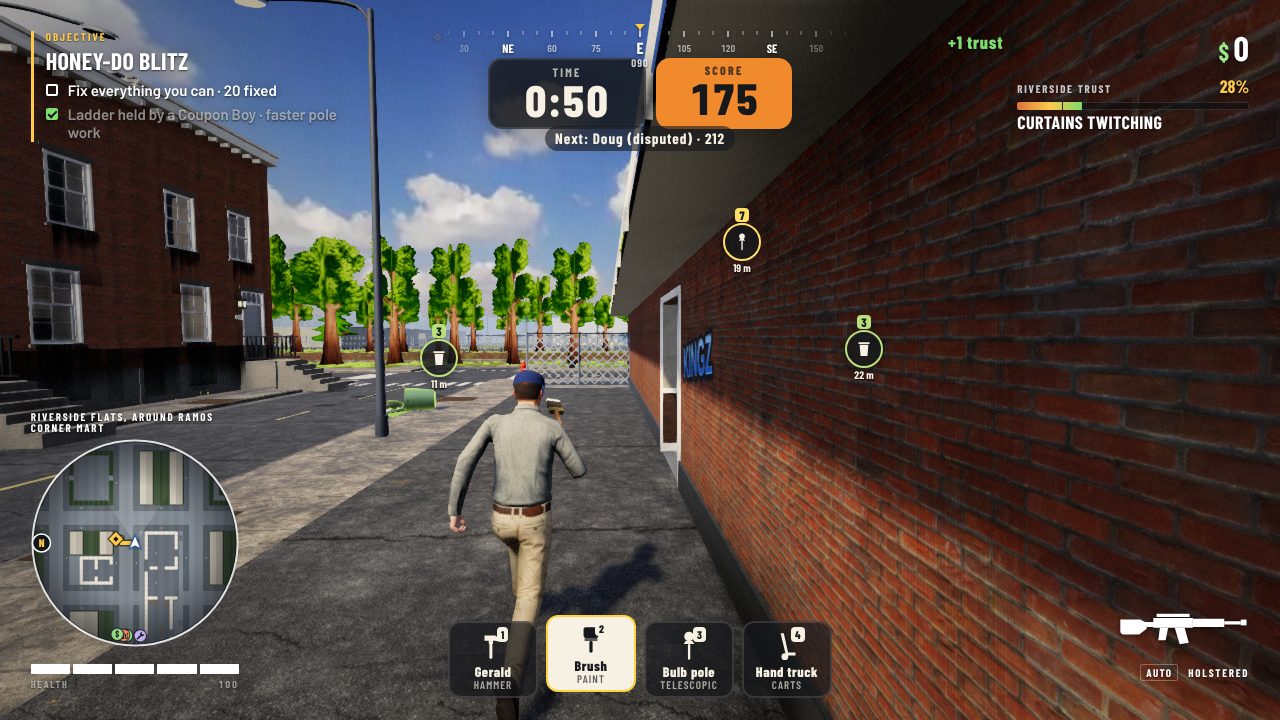 OBJECTIVE
HONEY-DO BLITZ
Fix everything you can · 20 fixed
Ladder held by a Coupon Boy · faster pole
work
30 NE 60 75 E 105 120 SE 150
090
TIME
0:50
SCORE
175
Next: Doug (disputed) · 212
+1 trust
$0
RIVERSIDE TRUST 28%
CURTAINS TWITCHING
7
19 m
3
11 m
3
22 m
KINGZ
RIVERSIDE FLATS, AROUND RAMOS
CORNER MART
N
$
HEALTH 100
1
Gerald
HAMMER
2
Brush
PAINT
3
Bulb pole
TELESCOPIC
4
Hand truck
CARTS
AUTO HOLSTERED